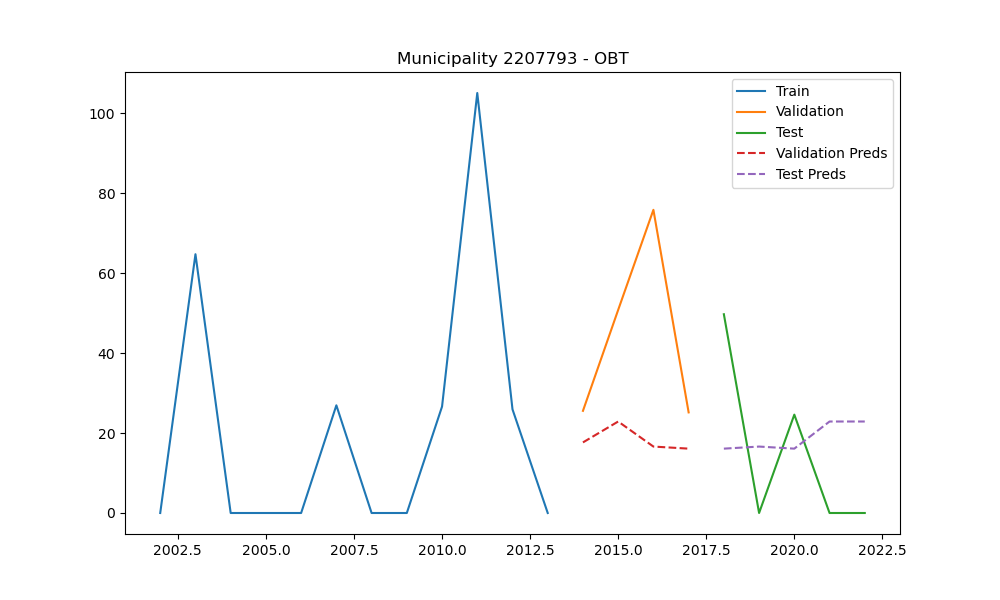 Municipality 2207793 - OBT
Train
Validation
Test
Validation Preds
Test Preds
100
80
60
40
20
0
2002.5 2005.0 2007.5 2010.0 2012.5 2015.0 2017.5 2020.0 2022.5